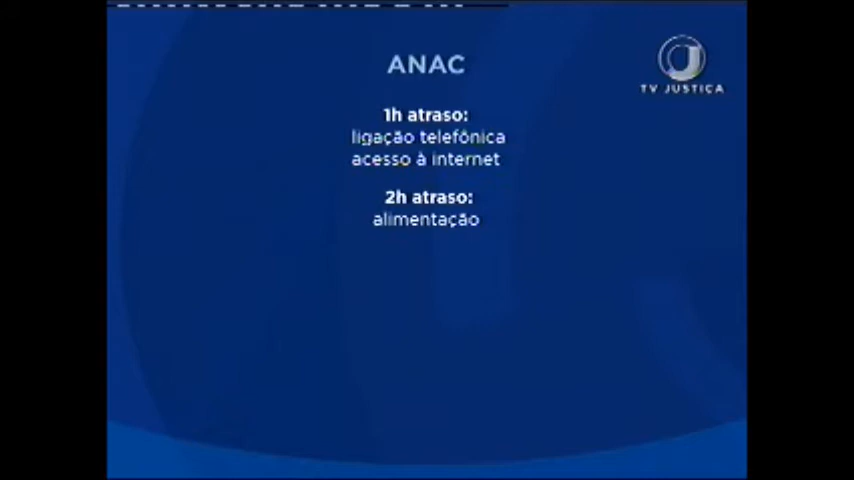 ANAC
TV JUSTIÇA
1h atraso:
ligação telefônica
acesso à internet
2h atraso:
alimentação